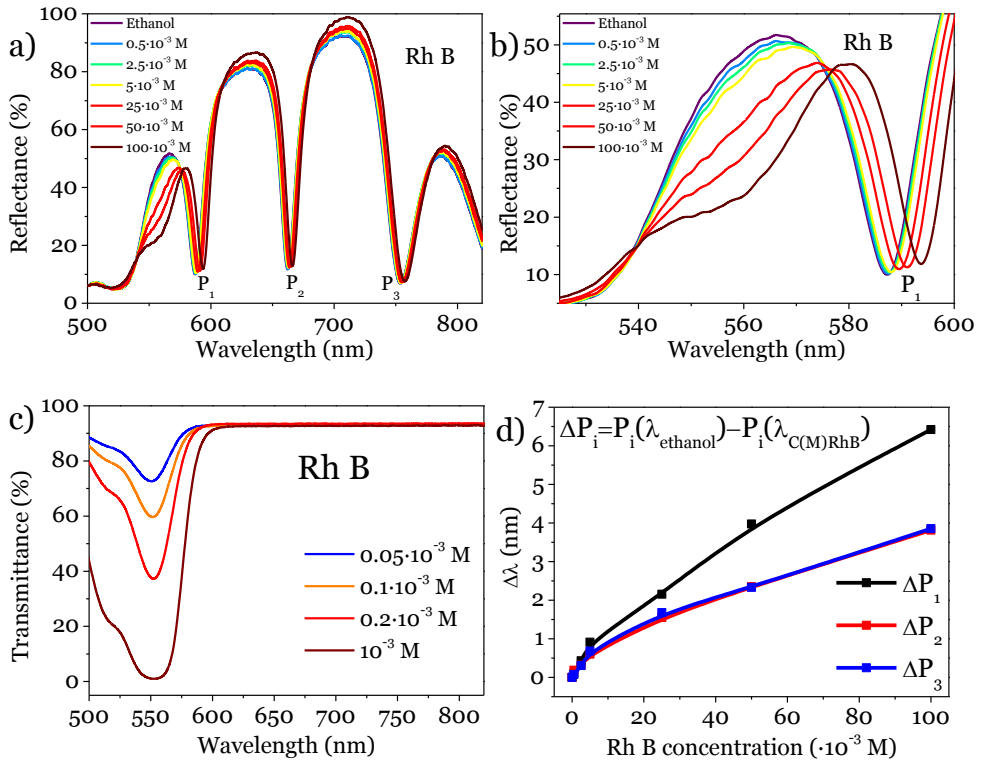 a)
Ethanol
0.5·10⁻³ M
2.5·10⁻³ M
5·10⁻³ M
25·10⁻³ M
50·10⁻³ M
100·10⁻³ M
Rh B
Reflectance (%)
100
80
60
40
20
0
P₁
P₂
P₃
500
600
700
800
Wavelength (nm)
b)
Ethanol
0.5·10⁻³ M
2.5·10⁻³ M
5·10⁻³ M
25·10⁻³ M
50·10⁻³ M
100·10⁻³ M
Rh B
Reflectance (%)
50
40
30
20
10
P₁
540
560
580
600
Wavelength (nm)
c)
Rh B
0.05·10⁻³ M
0.1·10⁻³ M
0.2·10⁻³ M
10⁻³ M
Transmittance (%)
100
80
60
40
20
0
500
550
600
650
700
750
800
Wavelength (nm)
d)
ΔPᵢ=Pᵢ(λethanol)−Pᵢ(λC(M)RhB)
Δλ (nm)
7
6
5
4
3
2
1
0
ΔP₁
ΔP₂
ΔP₃
0
20
40
60
80
100
Rh B concentration (·10⁻³ M)